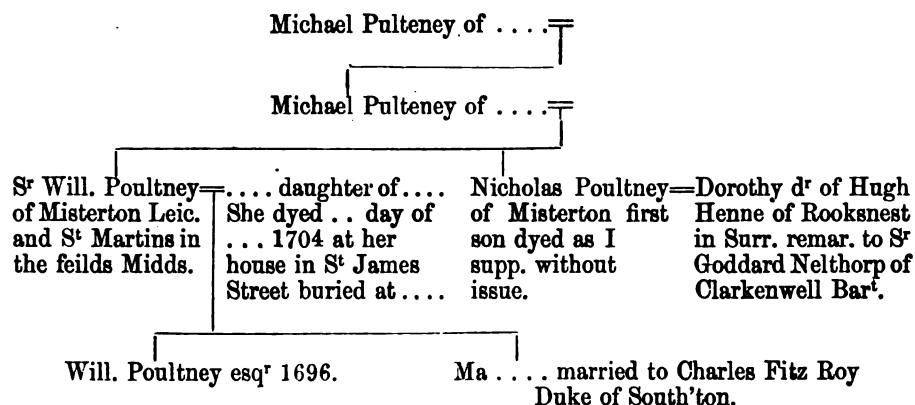 Michael Pulteney of . . . .
Michael Pulteney of . . . .
Sʳ Will. Poultney
of Misterton Leic.
and Sᵗ Martins in
the feilds Midds.
. . . . daughter of . . . .
She dyed . . day of
. . . 1704 at her
house in Sᵗ James
Street buried at . . . .
Nicholas Poultney
of Misterton first
son dyed as I
supp. without
issue.
Dorothy dʳ of Hugh
Henne of Rooksnest
in Surr. remar. to Sʳ
Goddard Nelthorp of
Clarkenwell Barᵗ.
Will. Poultney esqʳ 1696.
Ma . . . . married to Charles Fitz Roy
Duke of South'ton.